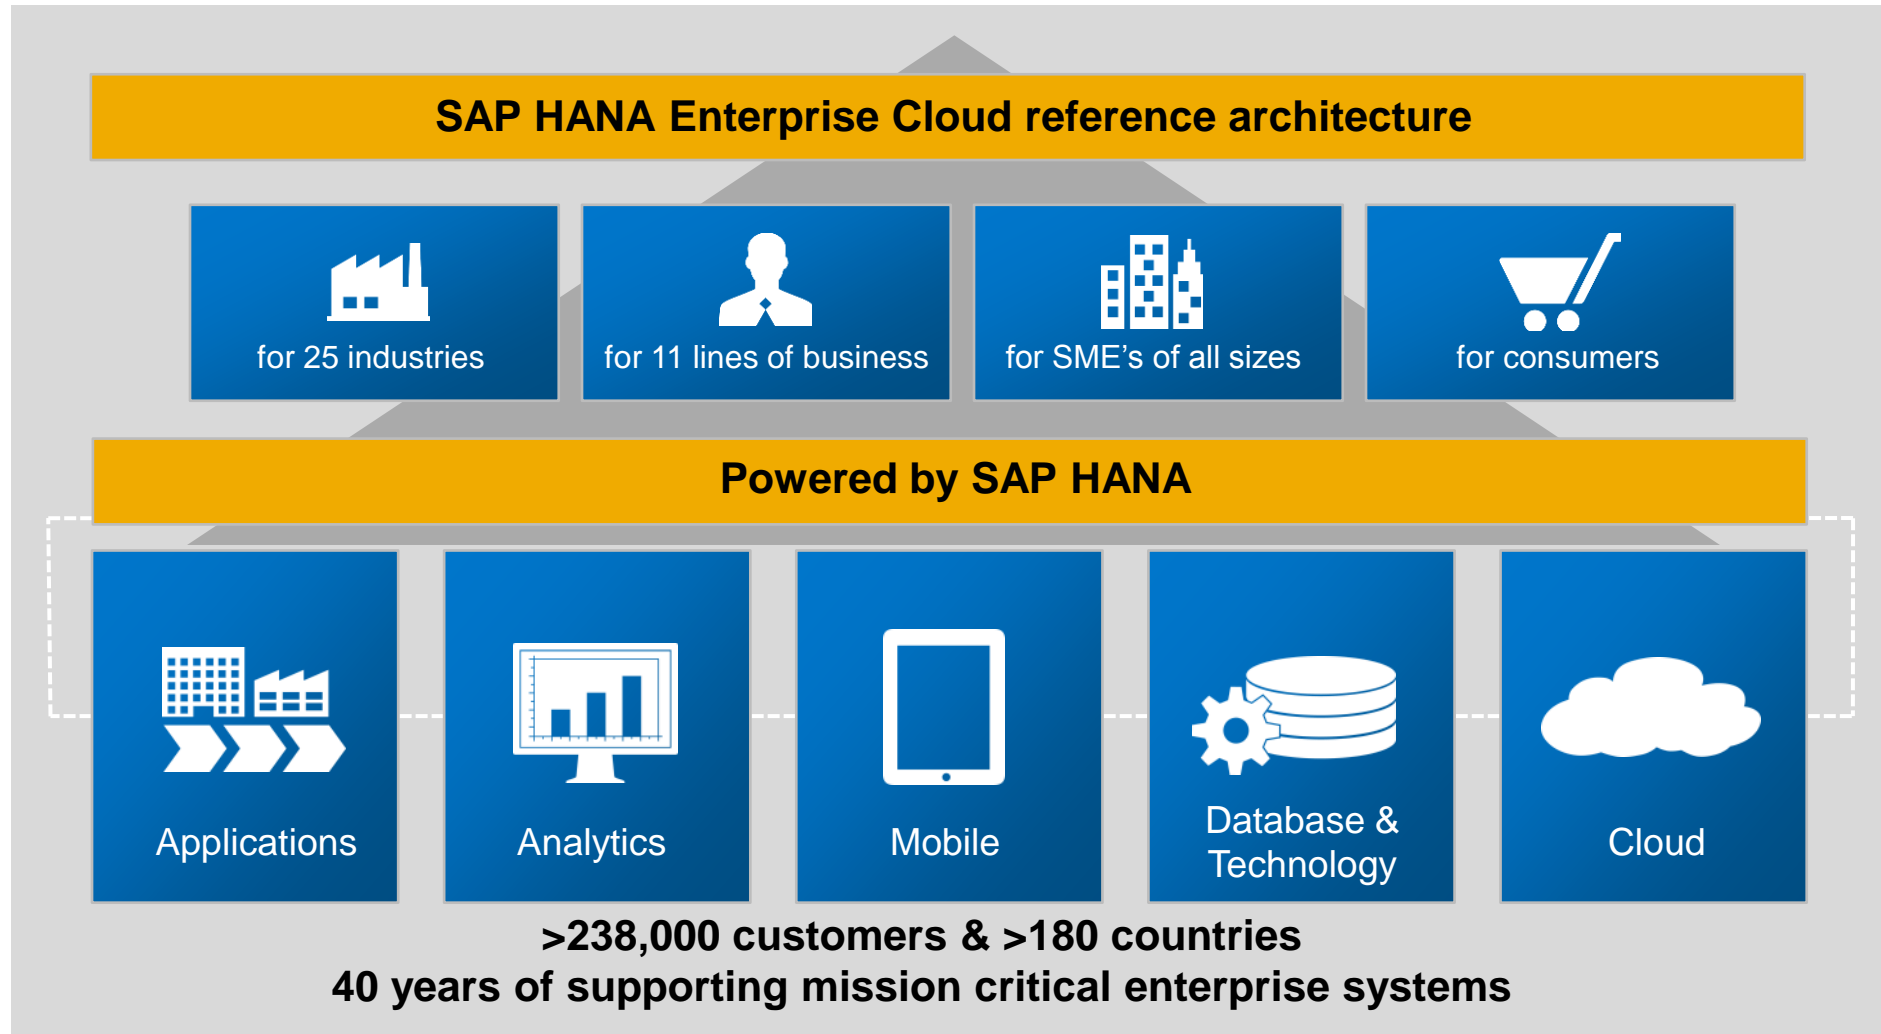 SAP HANA Enterprise Cloud reference architecture
for 25 industries
for 11 lines of business
for SME’s of all sizes
for consumers
Powered by SAP HANA
Applications
Analytics
Mobile
Database &
Technology
Cloud
>238,000 customers & >180 countries
40 years of supporting mission critical enterprise systems